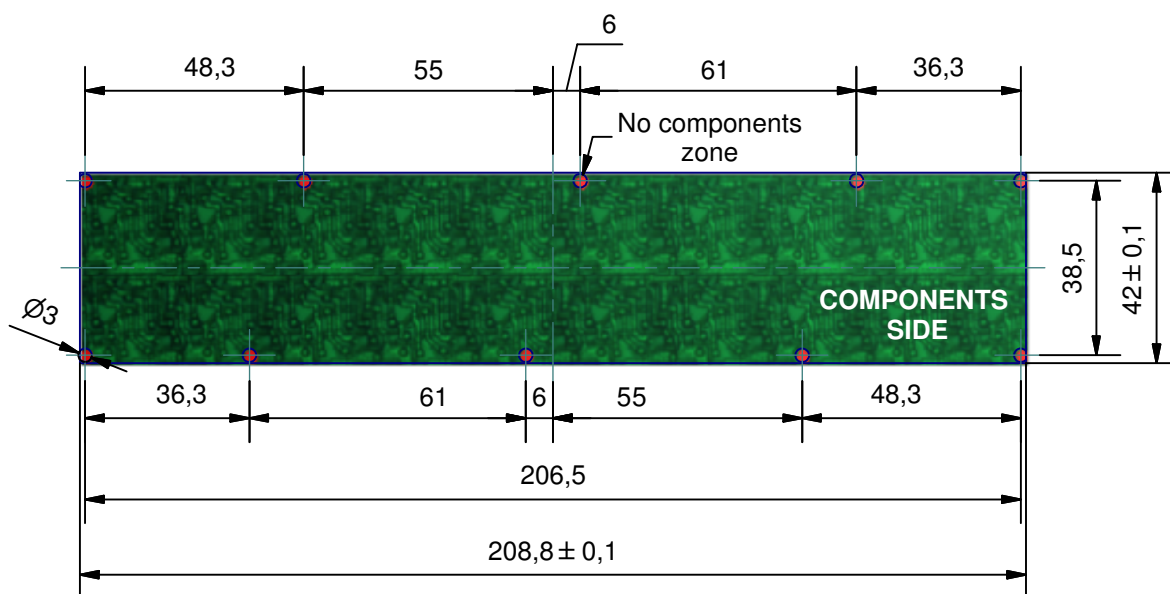 6
48,3
55
61
36,3
No components
zone
Ø3
COMPONENTS
SIDE
38,5
42 ± 0,1
36,3
61
6
55
48,3
206,5
208,8 ± 0,1